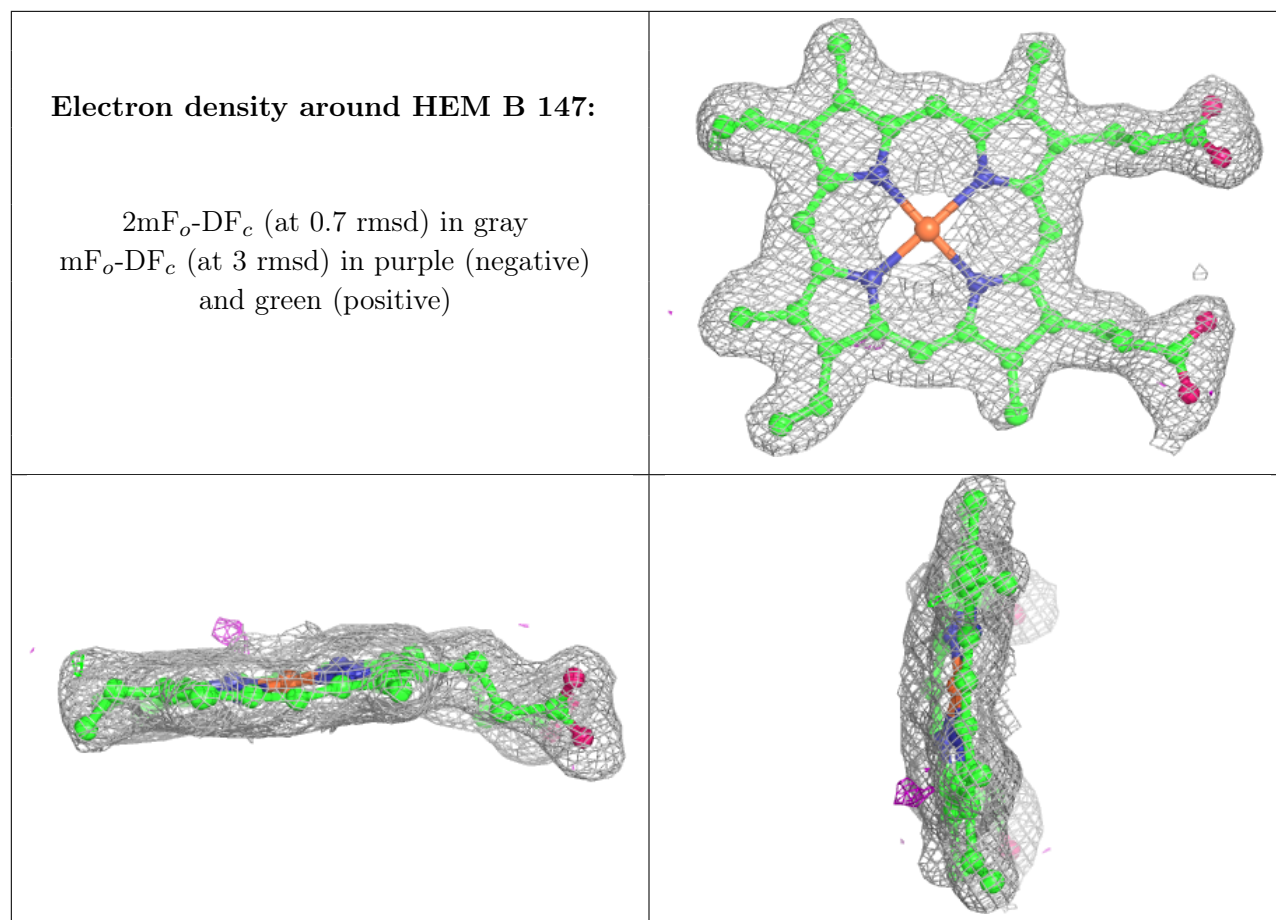 Electron density around HEM B 147:
2mFo-DFc (at 0.7 rmsd) in gray
mFo-DFc (at 3 rmsd) in purple (negative)
and green (positive)